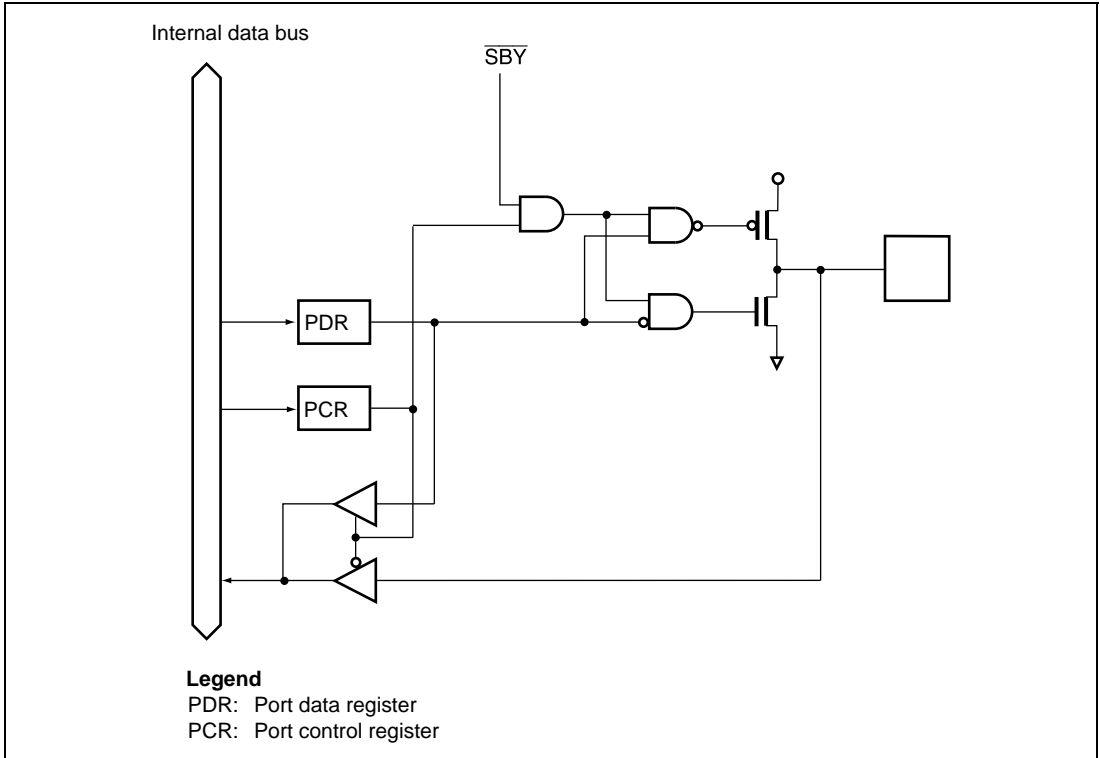 Internal data bus
SBY
PDR
PCR
Legend
PDR: Port data register
PCR: Port control register